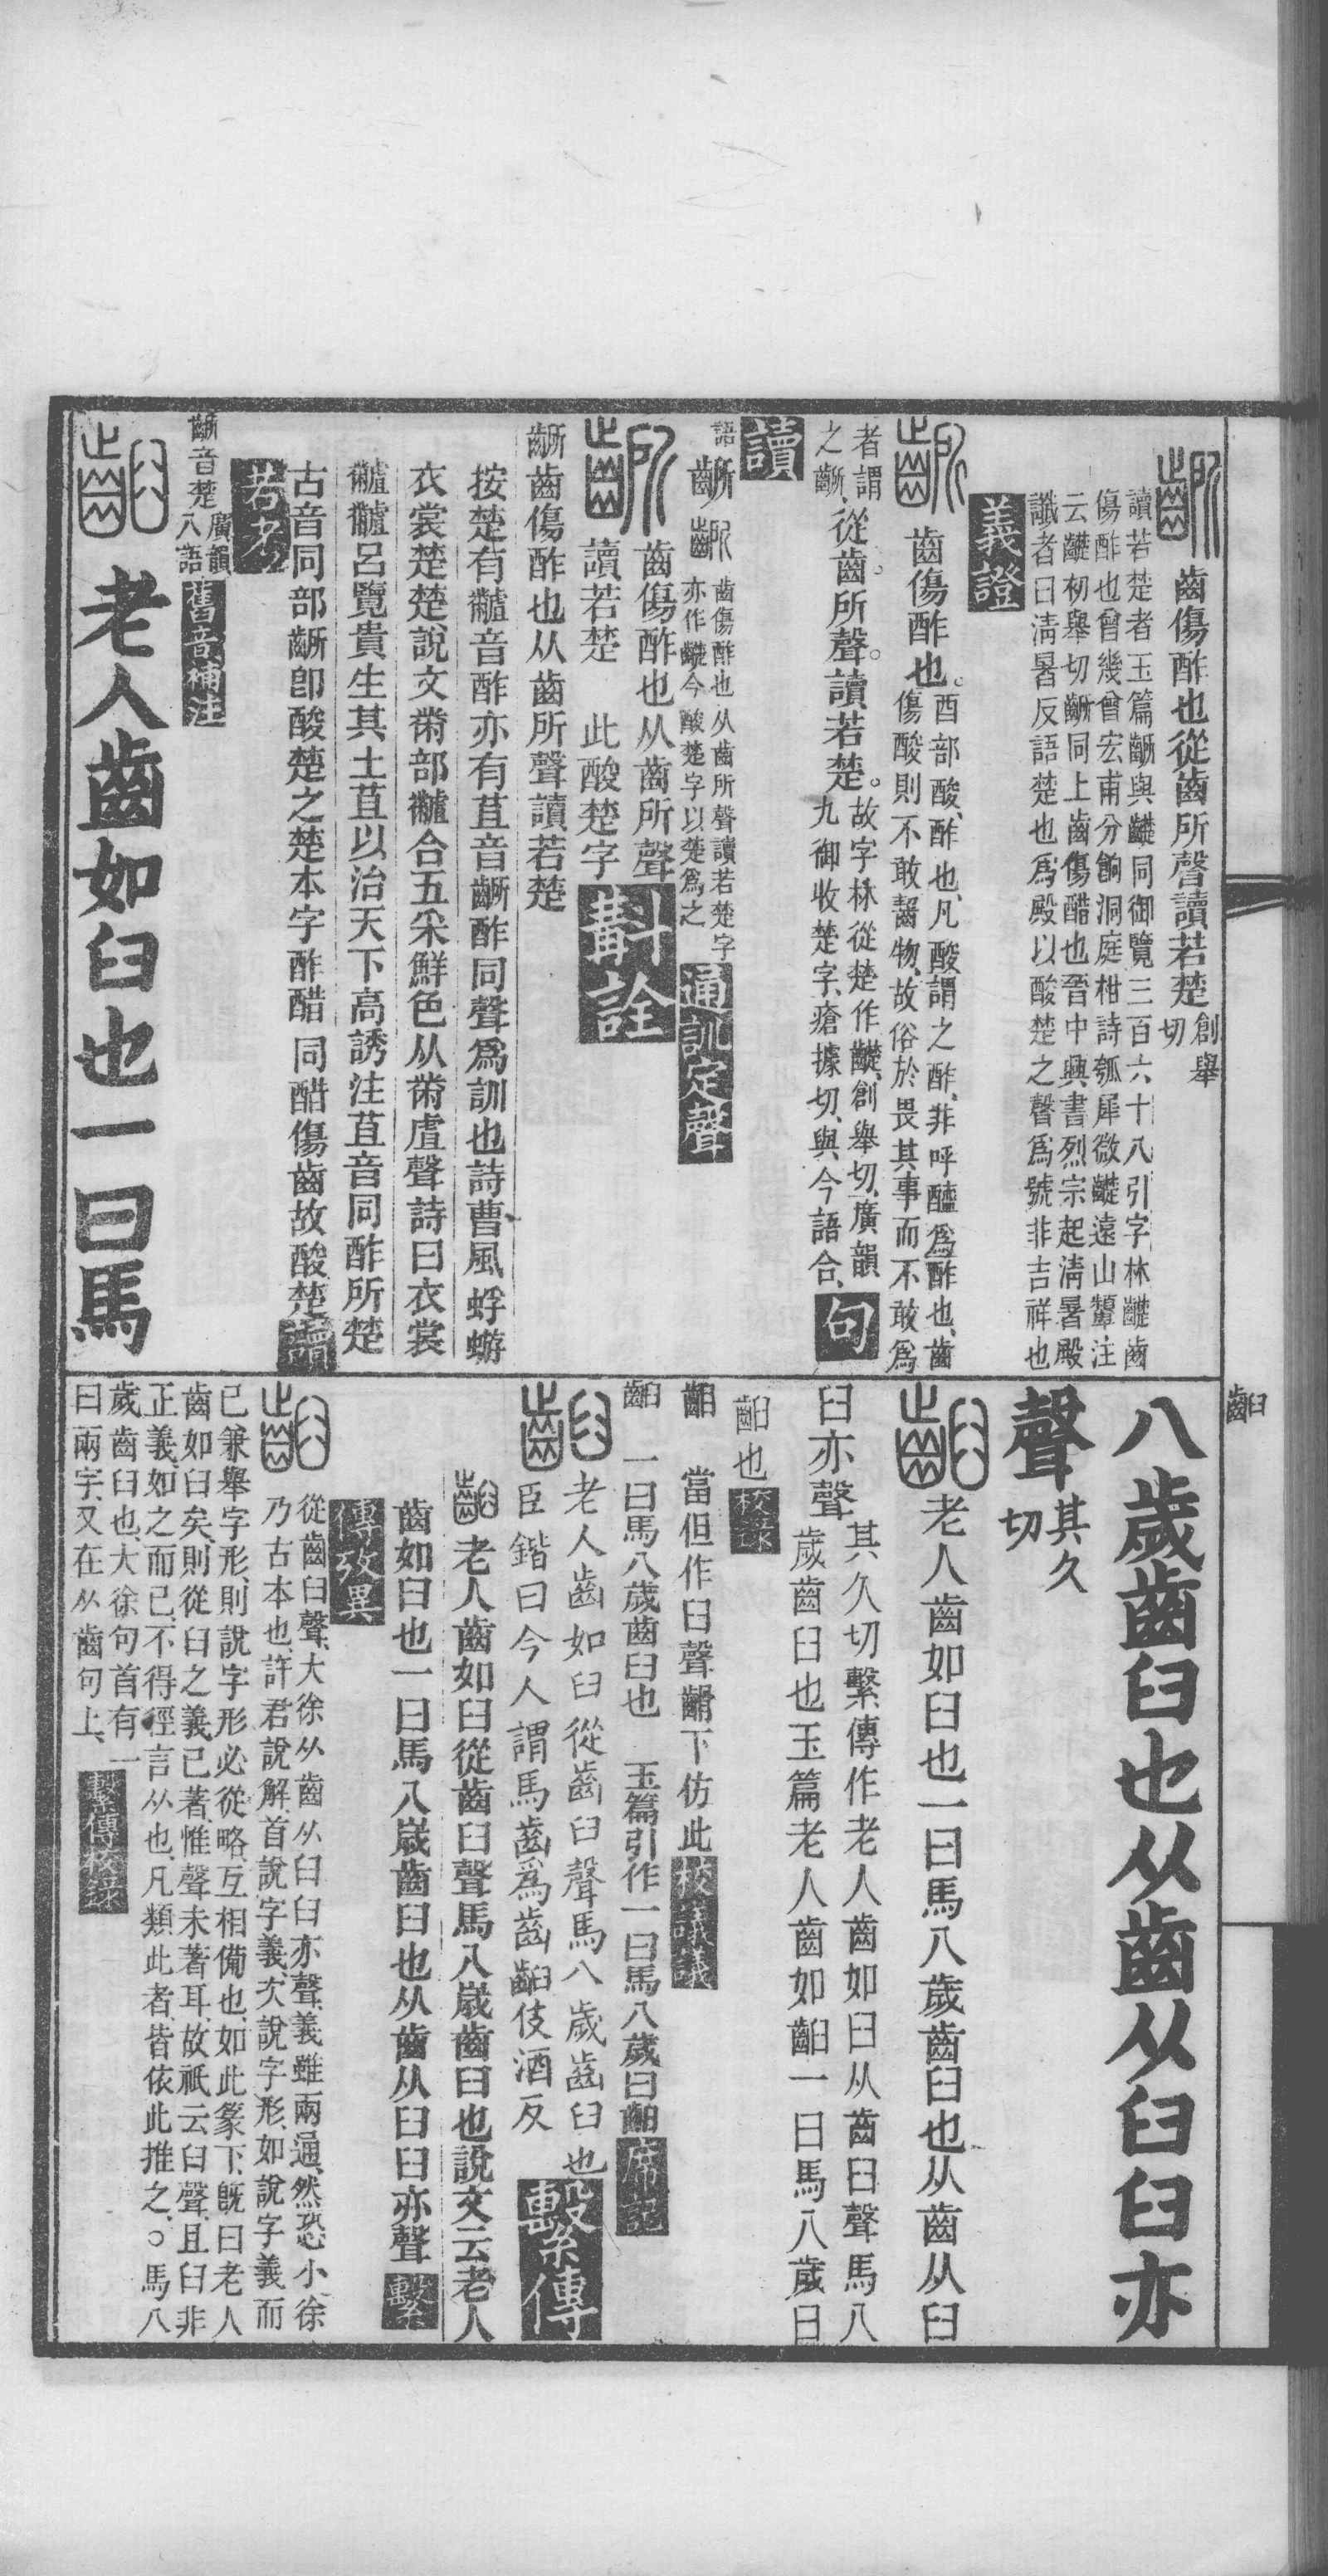 齒傷酢也從齒所聲讀若楚創舉切
讀若楚者玉篇齭與齼同御覽三百六十八引字林齼齒
傷酢也曾幾曾宏甫分餉洞庭柑詩瓠犀微齼遠山顰注
云齼初舉切齭同上齒傷醋也晉中興書烈宗起淸暑殿
讖者曰淸暑反語楚也爲殿以酸楚之聲爲號非吉祥也
義證
齒傷酢也。酉部酸、酢也、凡酸謂之酢、非呼醯爲酢也、齒
傷酸則不敢齧物、故俗於畏其事而不敢爲
者謂之齭、從齒。所聲。讀若楚。故字林從楚作齼、創舉切、廣韻
九御收楚字、瘡據切、與今語合、句
讀
語
齭
齒傷酢也从齒所聲讀若楚字
亦作齼今酸楚字以楚爲之通訓定聲
齒傷酢也从齒所聲
讀若楚 此酸楚字斠詮
齭齒傷酢也从齒所聲讀若楚
按楚有黸音酢亦有苴音齭酢同聲爲訓也詩曹風蜉蝣
衣裳楚楚說文黹部合五采鮮色从黹虘聲詩曰衣裳
呂覽貴生其土苴以治天下高誘注苴音同酢所楚
古音同部齭卽酸楚之楚本字酢醋同醋傷齒故酸楚讀
若考
齭音楚廣韻八語舊音補注
老人齒如臼也一曰馬
齨
八歲齒臼也从齒从臼臼亦
聲其久切
老人齒如臼也一曰馬八歲齒臼也从齒从臼
臼亦聲其久切繫傳作老人齒如臼从齒臼聲馬八
歲齒臼也玉篇老人齒如齨一曰馬八歲曰
齨也校錄
齨 當但作臼聲齺下仿此校議議
齨 一曰馬八歲齒臼也 玉篇引作一曰馬八歲曰齨席記
老人齒如臼從齒臼聲馬八歲齒臼也
臣鍇曰今人謂馬齒爲齒齨伎酒反繫傳
老人齒如臼從齒臼聲馬八歲齒臼也說文云老人
齒如臼也一曰馬八歲齒臼也从齒从臼臼亦聲繫
傳攷異
從齒臼聲、大徐从齒从臼臼亦聲、義雖兩通、然恐小徐
乃古本也、許君說解、首說字義、次說字形、如說字義而
已兼舉字形、則說字形必從略、互相備也、如此篆下、旣曰老人
齒如臼矣、則從臼之義已著、惟聲未著耳、故祇云臼聲、且臼非
正義、如之而已、不得徑言从也、凡類此者、皆依此推之、○馬八
歲齒臼也、大徐句首有一
曰兩字、又在从齒句上、繫傳校錄